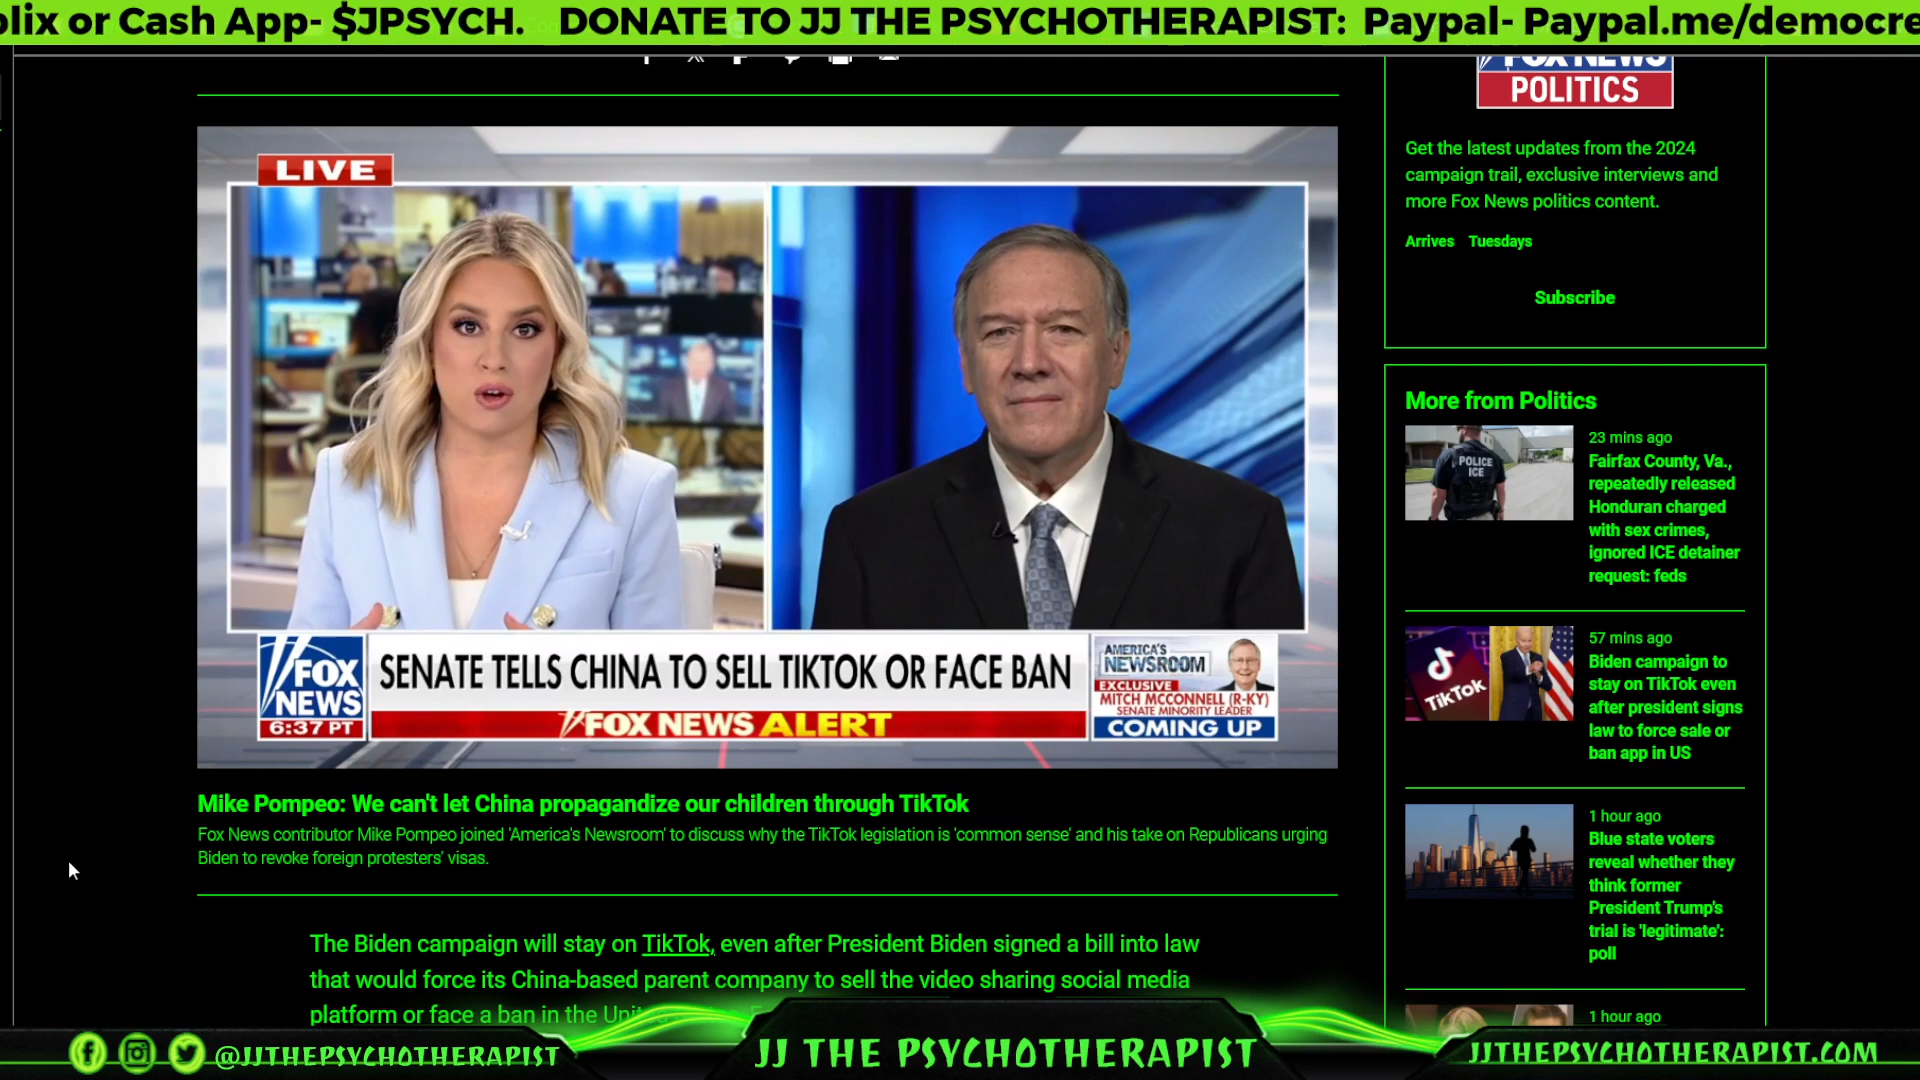 plix or Cash App- $JPSYCH. DONATE TO JJ THE PSYCHOTHERAPIST: Paypal- Paypal.me/democre
FOX NEWS
POLITICS
Get the latest updates from the 2024
campaign trail, exclusive interviews and
more Fox News politics content.
Arrives Tuesdays
Subscribe
LIVE
FOX
NEWS
6:37 PT
SENATE TELLS CHINA TO SELL TIKTOK OR FACE BAN
FOX NEWS ALERT
AMERICA'S
NEWSROOM
EXCLUSIVE
MITCH MCCONNELL (R-KY)
SENATE MINORITY LEADER
COMING UP
Mike Pompeo: We can't let China propagandize our children through TikTok
Fox News contributor Mike Pompeo joined 'America's Newsroom' to discuss why the TikTok legislation is 'common sense' and his take on Republicans urging
Biden to revoke foreign protesters' visas.
The Biden campaign will stay on TikTok, even after President Biden signed a bill into law
that would force its China-based parent company to sell the video sharing social media
platform or face a ban in the
More from Politics
POLICE
ICE
23 mins ago
Fairfax County, Va.,
repeatedly released
Honduran charged
with sex crimes,
ignored ICE detainer
request: feds
TikTok
57 mins ago
Biden campaign to
stay on TikTok even
after president signs
law to force sale or
ban app in US
1 hour ago
Blue state voters
reveal whether they
think former
President Trump's
trial is 'legitimate':
poll
1 hour ago
@JJTHEPSYCHOTHERAPIST
JJ THE PSYCHOTHERAPIST
JJTHEPSYCHOTHERAPIST.COM